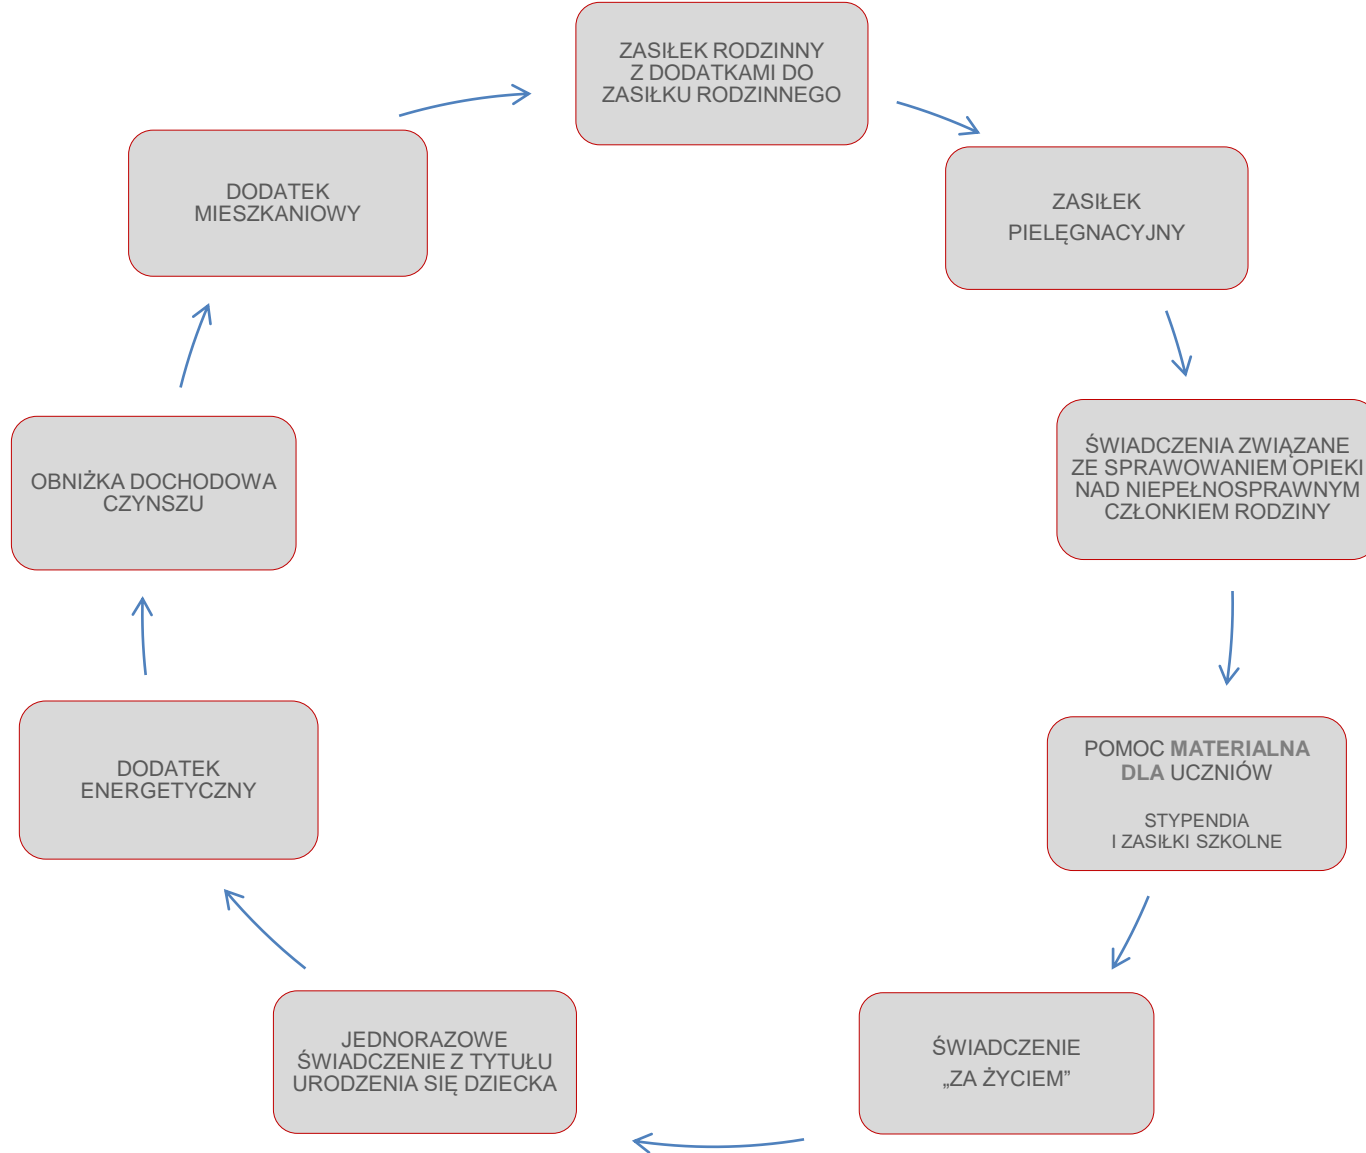 ZASIŁEK RODZINNY
Z DODATKAMI DO
ZASIŁKU RODZINNEGO
ZASIŁEK
PIELĘGNACYJNY
ŚWIADCZENIA ZWIĄZANE
ZE SPRAWOWANIEM OPIEKI
NAD NIEPEŁNOSPRAWNYM
CZŁONKIEM RODZINY
POMOC MATERIALNA
DLA UCZNIÓW
STYPENDIA
I ZASIŁKI SZKOLNE
ŚWIADCZENIE
„ZA ŻYCIEM”
JEDNORAZOWE
ŚWIADCZENIE Z TYTUŁU
URODZENIA SIĘ DZIECKA
DODATEK
ENERGETYCZNY
OBNIŻKA DOCHODOWA
CZYNSZU
DODATEK
MIESZKANIOWY